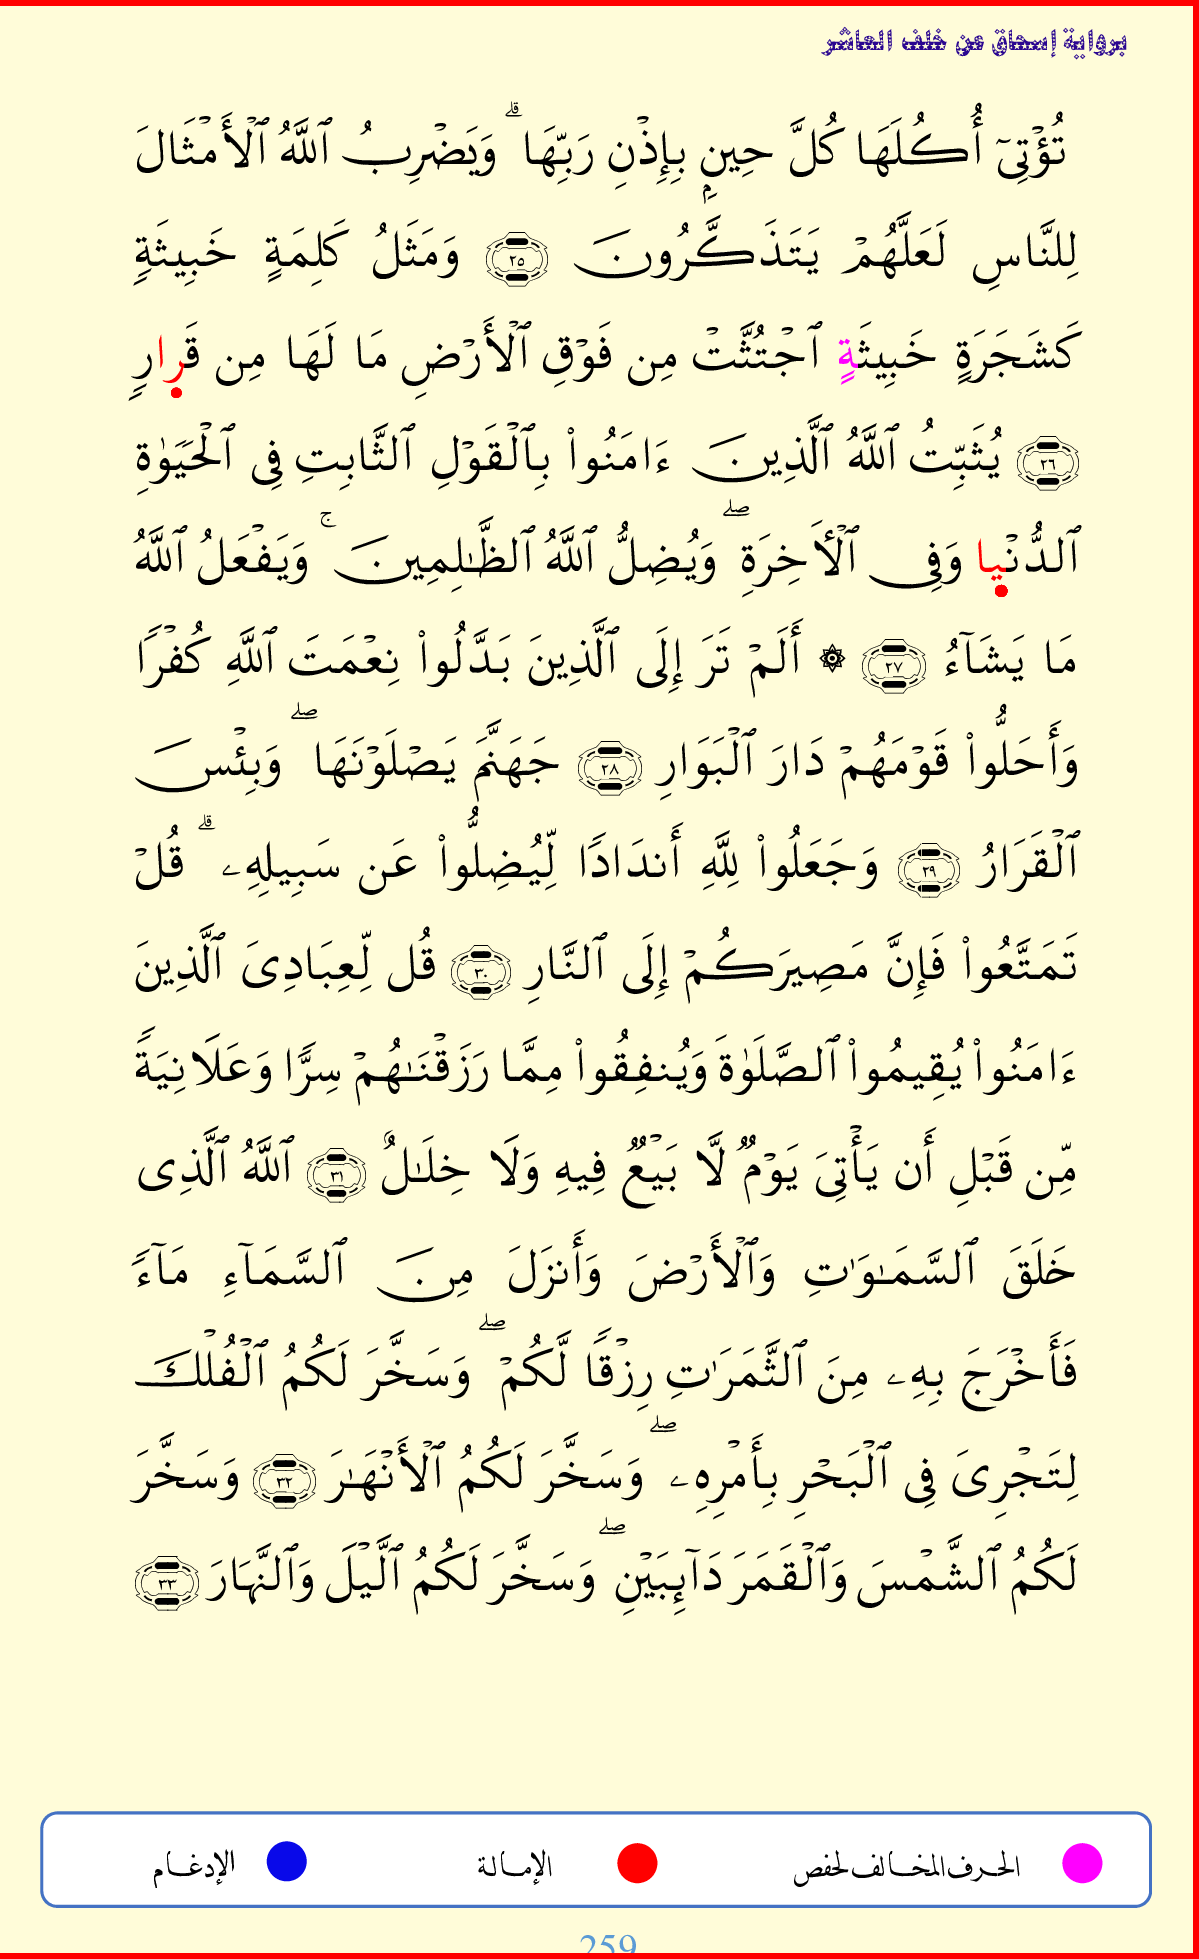 برواية إسحاق عن خلف العاشر
تُؤْتِىٓ أُكُلَهَا كُلَّ حِينٍۭ بِإِذْنِ رَبِّهَا ۗ وَيَضْرِبُ ٱللَّهُ ٱلْأَمْثَالَ
لِلنَّاسِ لَعَلَّهُمْ يَتَذَكَّرُونَ ٢٥ وَمَثَلُ كَلِمَةٍ خَبِيثَةٍ
كَشَجَرَةٍ خَبِيثَةٍ ٱجْتُثَّتْ مِن فَوْقِ ٱلْأَرْضِ مَا لَهَا مِن قَرارٍ
٢٦ يُثَبِّتُ ٱللَّهُ ٱلَّذِينَ ءَامَنُوا۟ بِٱلْقَوْلِ ٱلثَّابِتِ فِى ٱلْحَيَوٰةِ
ٱلدُّنْيا وَفِى ٱلْأَخِرَةِ ۖ وَيُضِلُّ ٱللَّهُ ٱلظَّـٰلِمِينَ ۚ وَيَفْعَلُ ٱللَّهُ
مَا يَشَآءُ ٢٧ ۞ أَلَمْ تَرَ إِلَى ٱلَّذِينَ بَدَّلُوا۟ نِعْمَتَ ٱللَّهِ كُفْرًا
وَأَحَلُّوا۟ قَوْمَهُمْ دَارَ ٱلْبَوَارِ ٢٨ جَهَنَّمَ يَصْلَوْنَهَا ۖ وَبِئْسَ
ٱلْقَرَارُ ٢٩ وَجَعَلُوا۟ لِلَّهِ أَندَادًا لِّيُضِلُّوا۟ عَن سَبِيلِهِۦ ۗ قُلْ
تَمَتَّعُوا۟ فَإِنَّ مَصِيرَكُمْ إِلَى ٱلنَّارِ ٣٠ قُل لِّعِبَادِىَ ٱلَّذِينَ
ءَامَنُوا۟ يُقِيمُوا۟ ٱلصَّلَوٰةَ وَيُنفِقُوا۟ مِمَّا رَزَقْنَـٰهُمْ سِرًّا وَعَلَانِيَةً
مِّن قَبْلِ أَن يَأْتِىَ يَوْمٌ لَّا بَيْعٌ فِيهِ وَلَا خِلَـٰلٌ ٣١ ٱللَّهُ ٱلَّذِى
خَلَقَ ٱلسَّمَـٰوَٰتِ وَٱلْأَرْضَ وَأَنزَلَ مِنَ ٱلسَّمَآءِ مَآءً
فَأَخْرَجَ بِهِۦ مِنَ ٱلثَّمَرَٰتِ رِزْقًا لَّكُمْ ۖ وَسَخَّرَ لَكُمُ ٱلْفُلْكَ
لِتَجْرِىَ فِى ٱلْبَحْرِ بِأَمْرِهِۦ ۖ وَسَخَّرَ لَكُمُ ٱلْأَنْهَـٰرَ ٣٢ وَسَخَّرَ
لَكُمُ ٱلشَّمْسَ وَٱلْقَمَرَ دَآئِبَيْنِ ۖ وَسَخَّرَ لَكُمُ ٱلَّيْلَ وَٱلنَّهَارَ ٣٣
الحرف المخالف لحفص الإمالة الإدغام
259